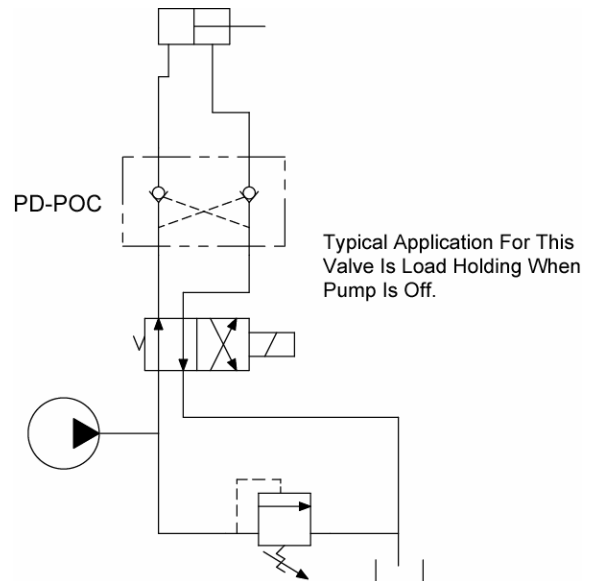 PD-POC
Typical Application For This
Valve Is Load Holding When
Pump Is Off.